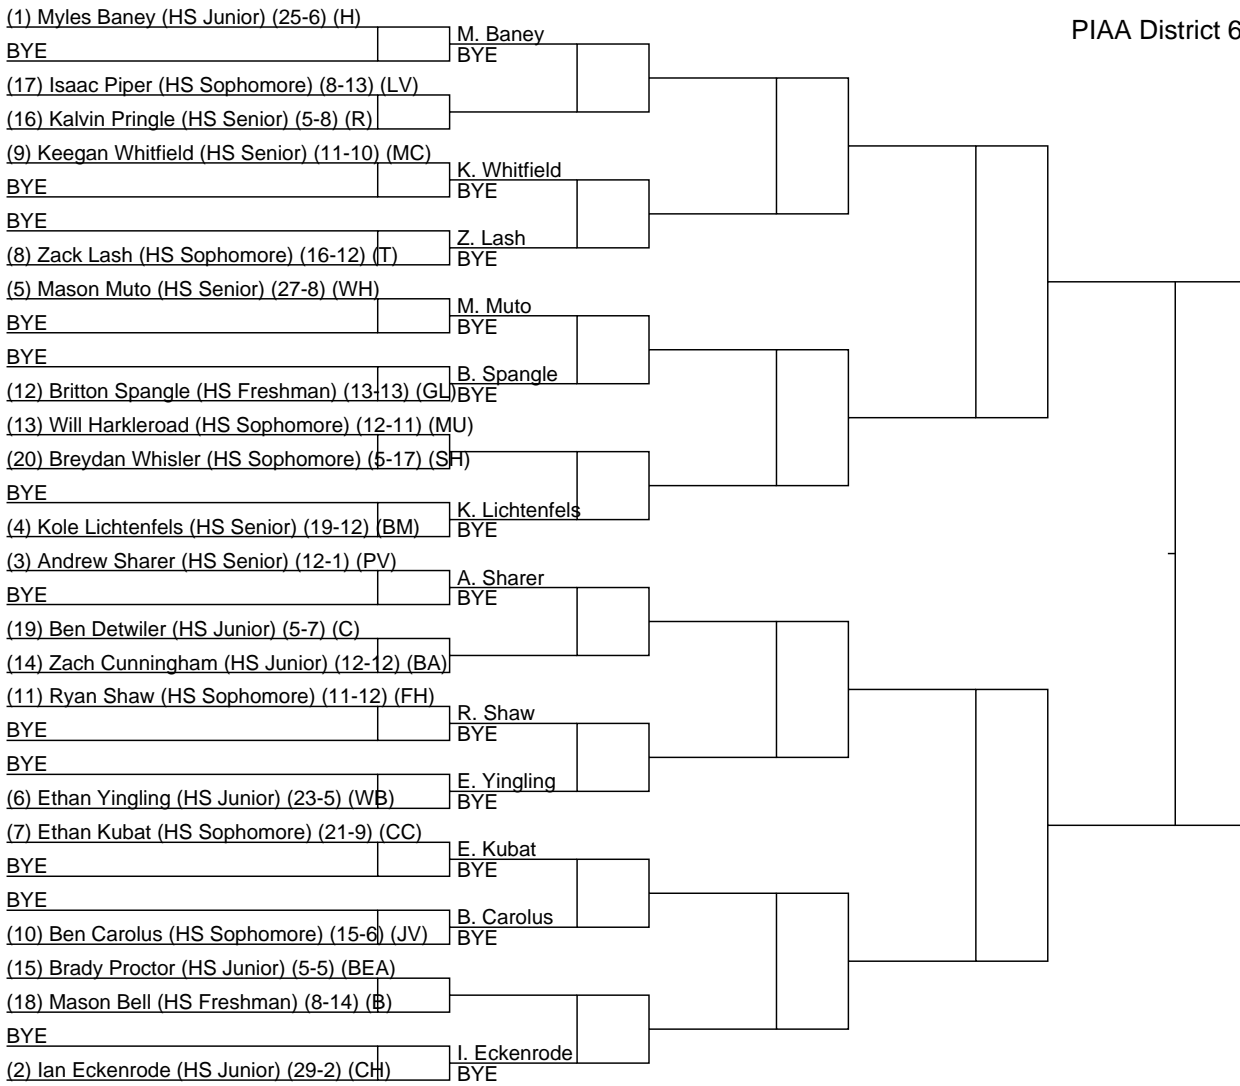 (1) Myles Baney (HS Junior) (25-6) (H)
PIAA District 6
M. Baney
BYE
BYE
(17) Isaac Piper (HS Sophomore) (8-13) (LV)
(16) Kalvin Pringle (HS Senior) (5-8) (R)
(9) Keegan Whitfield (HS Senior) (11-10) (MC)
K. Whitfield
BYE
BYE
BYE
Z. Lash
(8) Zack Lash (HS Sophomore) (16-12) (T)
BYE
(5) Mason Muto (HS Senior) (27-8) (WH)
M. Muto
BYE
BYE
BYE
B. Spangle
(12) Britton Spangle (HS Freshman) (13-13) (GL)
BYE
(13) Will Harkleroad (HS Sophomore) (12-11) (MU)
(20) Breydan Whisler (HS Sophomore) (5-17) (SH)
BYE
K. Lichtenfels
(4) Kole Lichtenfels (HS Senior) (19-12) (BM)
BYE
(3) Andrew Sharer (HS Senior) (12-1) (PV)
A. Sharer
BYE
BYE
(19) Ben Detwiler (HS Junior) (5-7) (C)
(14) Zach Cunningham (HS Junior) (12-12) (BA)
(11) Ryan Shaw (HS Sophomore) (11-12) (FH)
R. Shaw
BYE
BYE
BYE
E. Yingling
(6) Ethan Yingling (HS Junior) (23-5) (WB)
BYE
(7) Ethan Kubat (HS Sophomore) (21-9) (CC)
E. Kubat
BYE
BYE
BYE
B. Carolus
(10) Ben Carolus (HS Sophomore) (15-6) (JV)
BYE
(15) Brady Proctor (HS Junior) (5-5) (BEA)
(18) Mason Bell (HS Freshman) (8-14) (B)
BYE
I. Eckenrode
(2) Ian Eckenrode (HS Junior) (29-2) (CH)
BYE